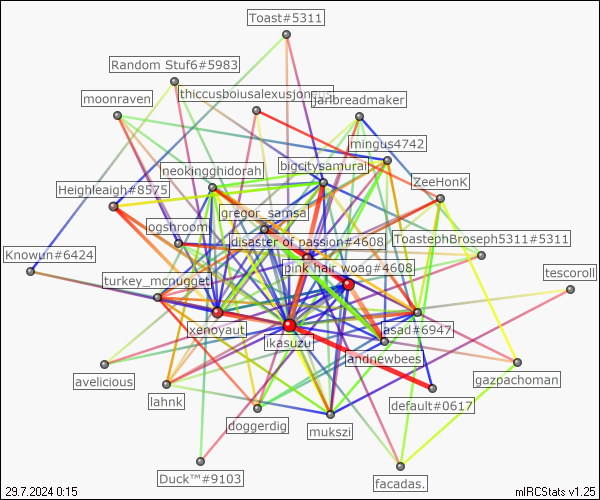 Toast#5311
Random Stuf6#5983
thiccusboiusalexusjon
moonraven
jarlbreadmaker
mingus4742
bigcitysamurai
neokingghidorah
ZeeHonK
Heighleaigh#8575
gregor_samsa
ogshroom
disaster of passion#4608
ToastephBroseph5311#5311
Knowun#6424
pink hair woag#4608
tescoroll
turkey_mcnugget
xenoyaut
asad#6947
ikasuzu
andnewbees
avelicious
gazpachoman
lahnk
default#0617
doggerdig
mukszi
Duck™#9103
facadas.
29.7.2024 0:15
mIRCStats v1.25